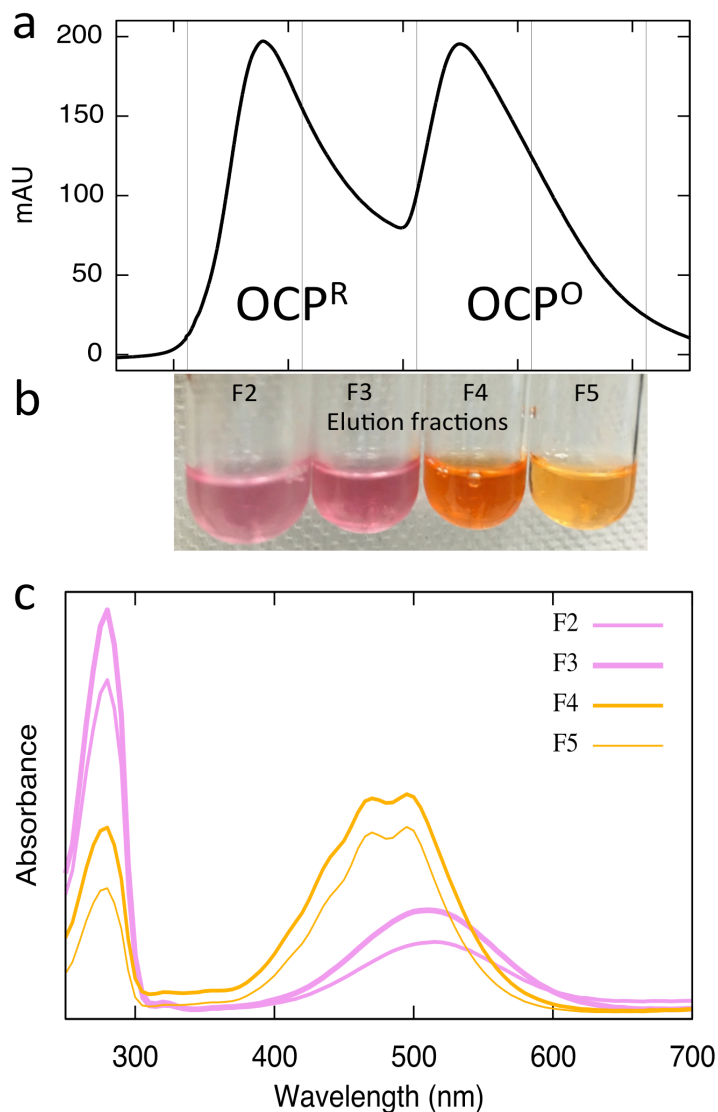 a
200
150
100
50
0
mAU
OCPᴿ OCPᴼ
b
F2 F3 F4 F5
Elution fractions
c
F2
F3
F4
F5
Absorbance
300 400 500 600 700
Wavelength (nm)